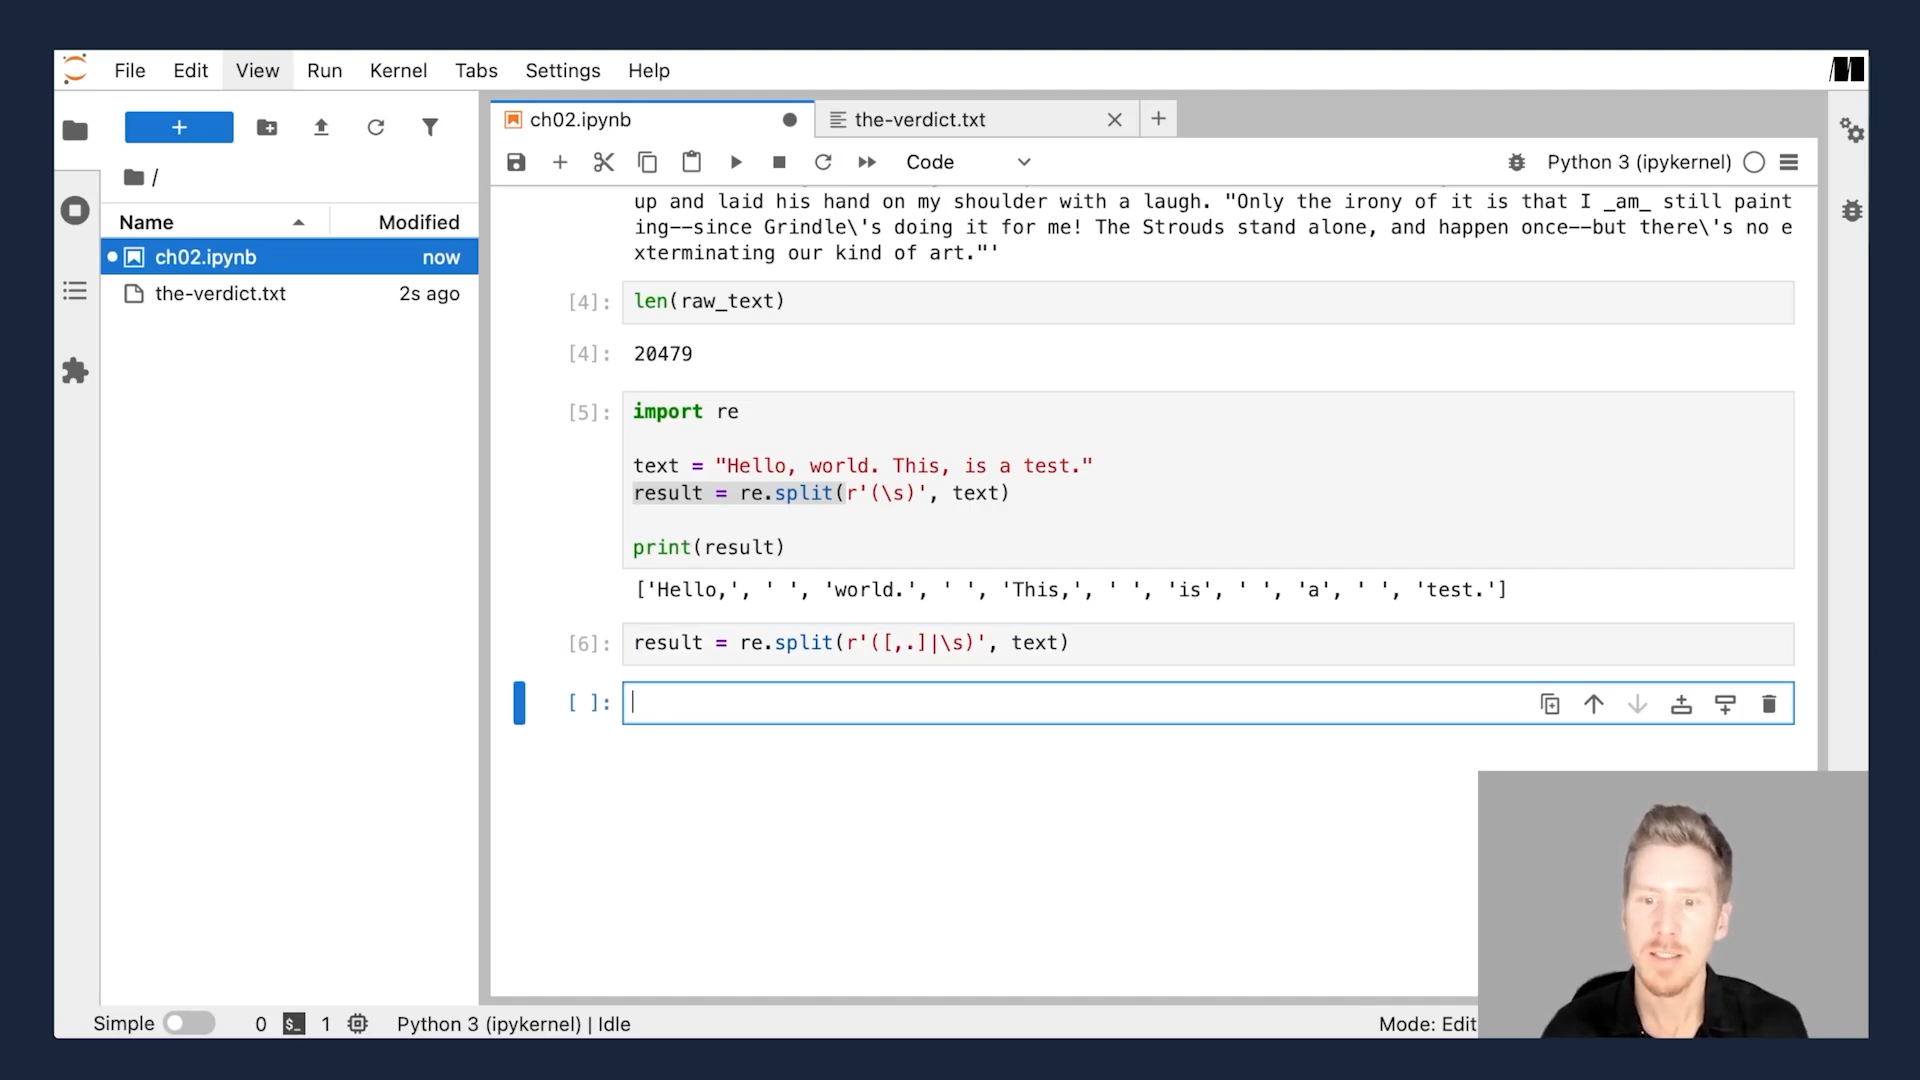 File Edit View Run Kernel Tabs Settings Help
ch02.ipynb
the-verdict.txt
Code
Python 3 (ipykernel)
/
Name Modified
ch02.ipynb now
the-verdict.txt 2s ago
up and laid his hand on my shoulder with a laugh. "Only the irony of it is that I _am_ still paint
ing--since Grindle\'s doing it for me! The Strouds stand alone, and happen once--but there\'s no e
xterminating our kind of art."'
[4]: len(raw_text)
[4]: 20479
[5]: import re
text = "Hello, world. This, is a test."
result = re.split(r'(\s)', text)
print(result)
['Hello,', ' ', 'world.', ' ', 'This,', ' ', 'is', ' ', 'a', ' ', 'test.']
[6]: result = re.split(r'([,.]|\s)', text)
[ ]:
Simple 0 $_ 1 Python 3 (ipykernel) | Idle
Mode: Edit